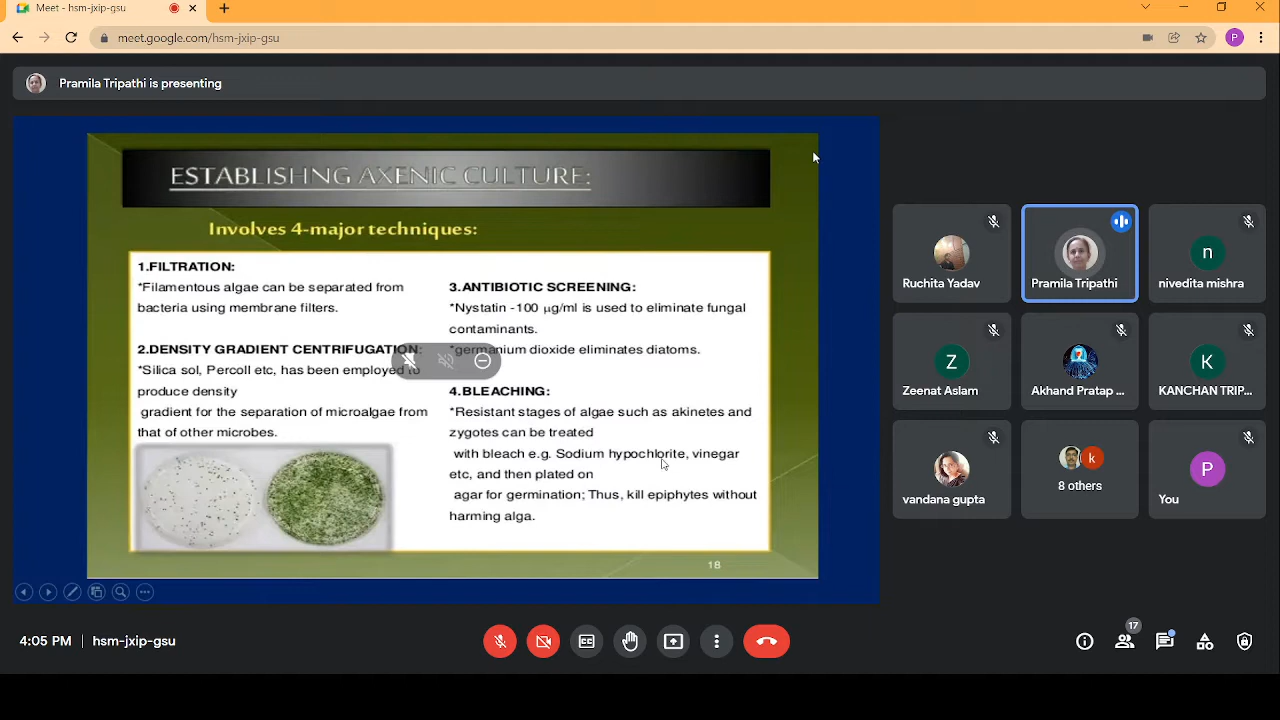 Meet - hsm-jxip-gsu
meet.google.com/hsm-jxip-gsu
P
Pramila Tripathi is presenting
ESTABLISHNG AXENIC CULTURE:
Involves 4-major techniques:
1.FILTRATION:
*Filamentous algae can be separated from
bacteria using membrane filters.
2.DENSITY GRADIENT CENTRIFUGATION:
*Silica sol, Percoll etc, has been employed to
produce density
gradient for the separation of microalgae from
that of other microbes.
3.ANTIBIOTIC SCREENING:
*Nystatin -100 µg/ml is used to eliminate fungal
contaminants.
*germanium dioxide eliminates diatoms.
4.BLEACHING:
*Resistant stages of algae such as akinetes and
zygotes can be treated
with bleach e.g. Sodium hypochlorite, vinegar
etc, and then plated on
agar for germination; Thus, kill epiphytes without
harming alga.
18
Ruchita Yadav
Pramila Tripathi
n
nivedita mishra
Z
Zeenat Aslam
Akhand Pratap ...
K
KANCHAN TRIP...
vandana gupta
k
8 others
P
You
4:05 PM
hsm-jxip-gsu
17